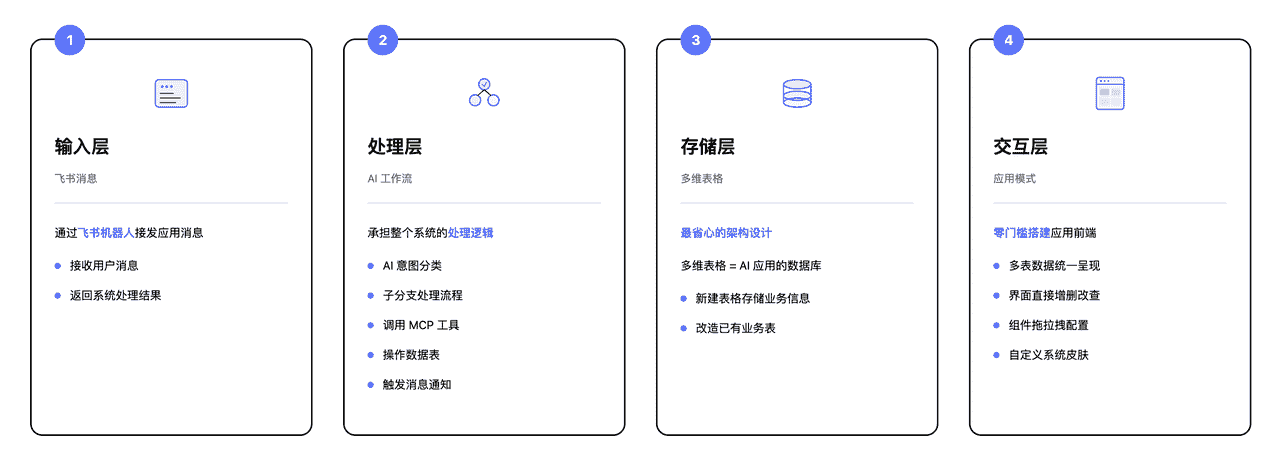 1
输入层
飞书消息
通过飞书机器人接发应用消息
接收用户消息
返回系统处理结果
2
处理层
AI 工作流
承担整个系统的处理逻辑
AI 意图分类
子分支处理流程
调用 MCP 工具
操作数据表
触发消息通知
3
存储层
多维表格
最省心的架构设计
多维表格 = AI 应用的数据库
新建表格存储业务信息
改造已有业务表
4
交互层
应用模式
零门槛搭建应用前端
多表数据统一呈现
界面直接增删改查
组件拖拉拽配置
自定义系统皮肤